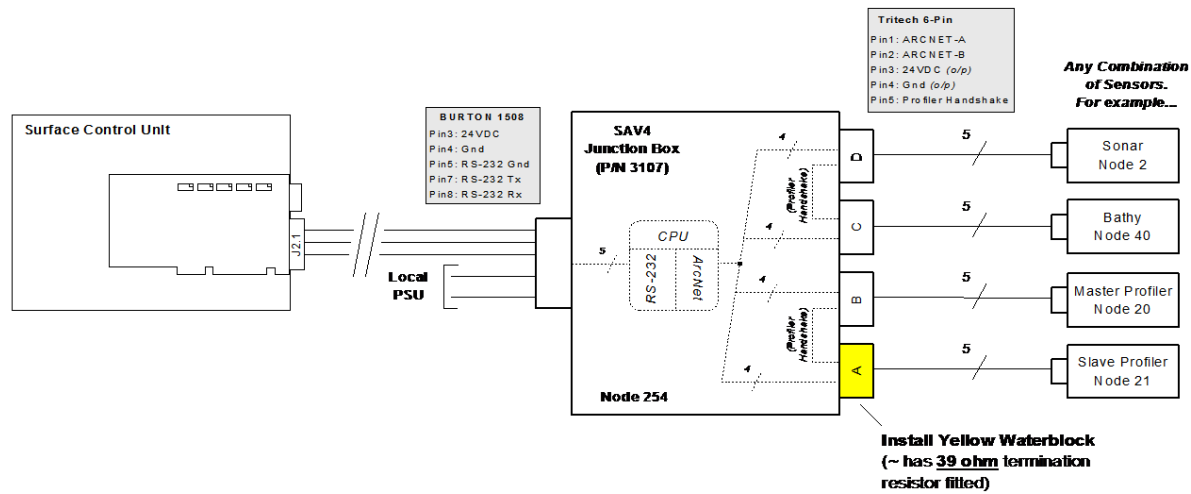 Tritech 6-Pin
Pin1: ARCNET-A
Pin2: ARCNET-B
Pin3: 24VDC (o/p)
Pin4: Gnd (o/p)
Pin5: Profiler Handshake
Any Combination
of Sensors.
For example...
Surface Control Unit
J2.1
BURTON 1508
Pin3: 24VDC
Pin4: Gnd
Pin5: RS-232 Gnd
Pin7: RS-232 Tx
Pin8: RS-232 Rx
Local
PSU
SAV4
Junction Box
(P/N 3107)
5
CPU
RS-232
ArcNet
4
(Profiler
Handshake)
4
4
(Profiler
Handshake)
4
Node 254
D
C
B
A
5
Sonar
Node 2
5
Bathy
Node 40
5
Master Profiler
Node 20
5
Slave Profiler
Node 21
Install Yellow Waterblock
(~ has 39 ohm termination
resistor fitted)